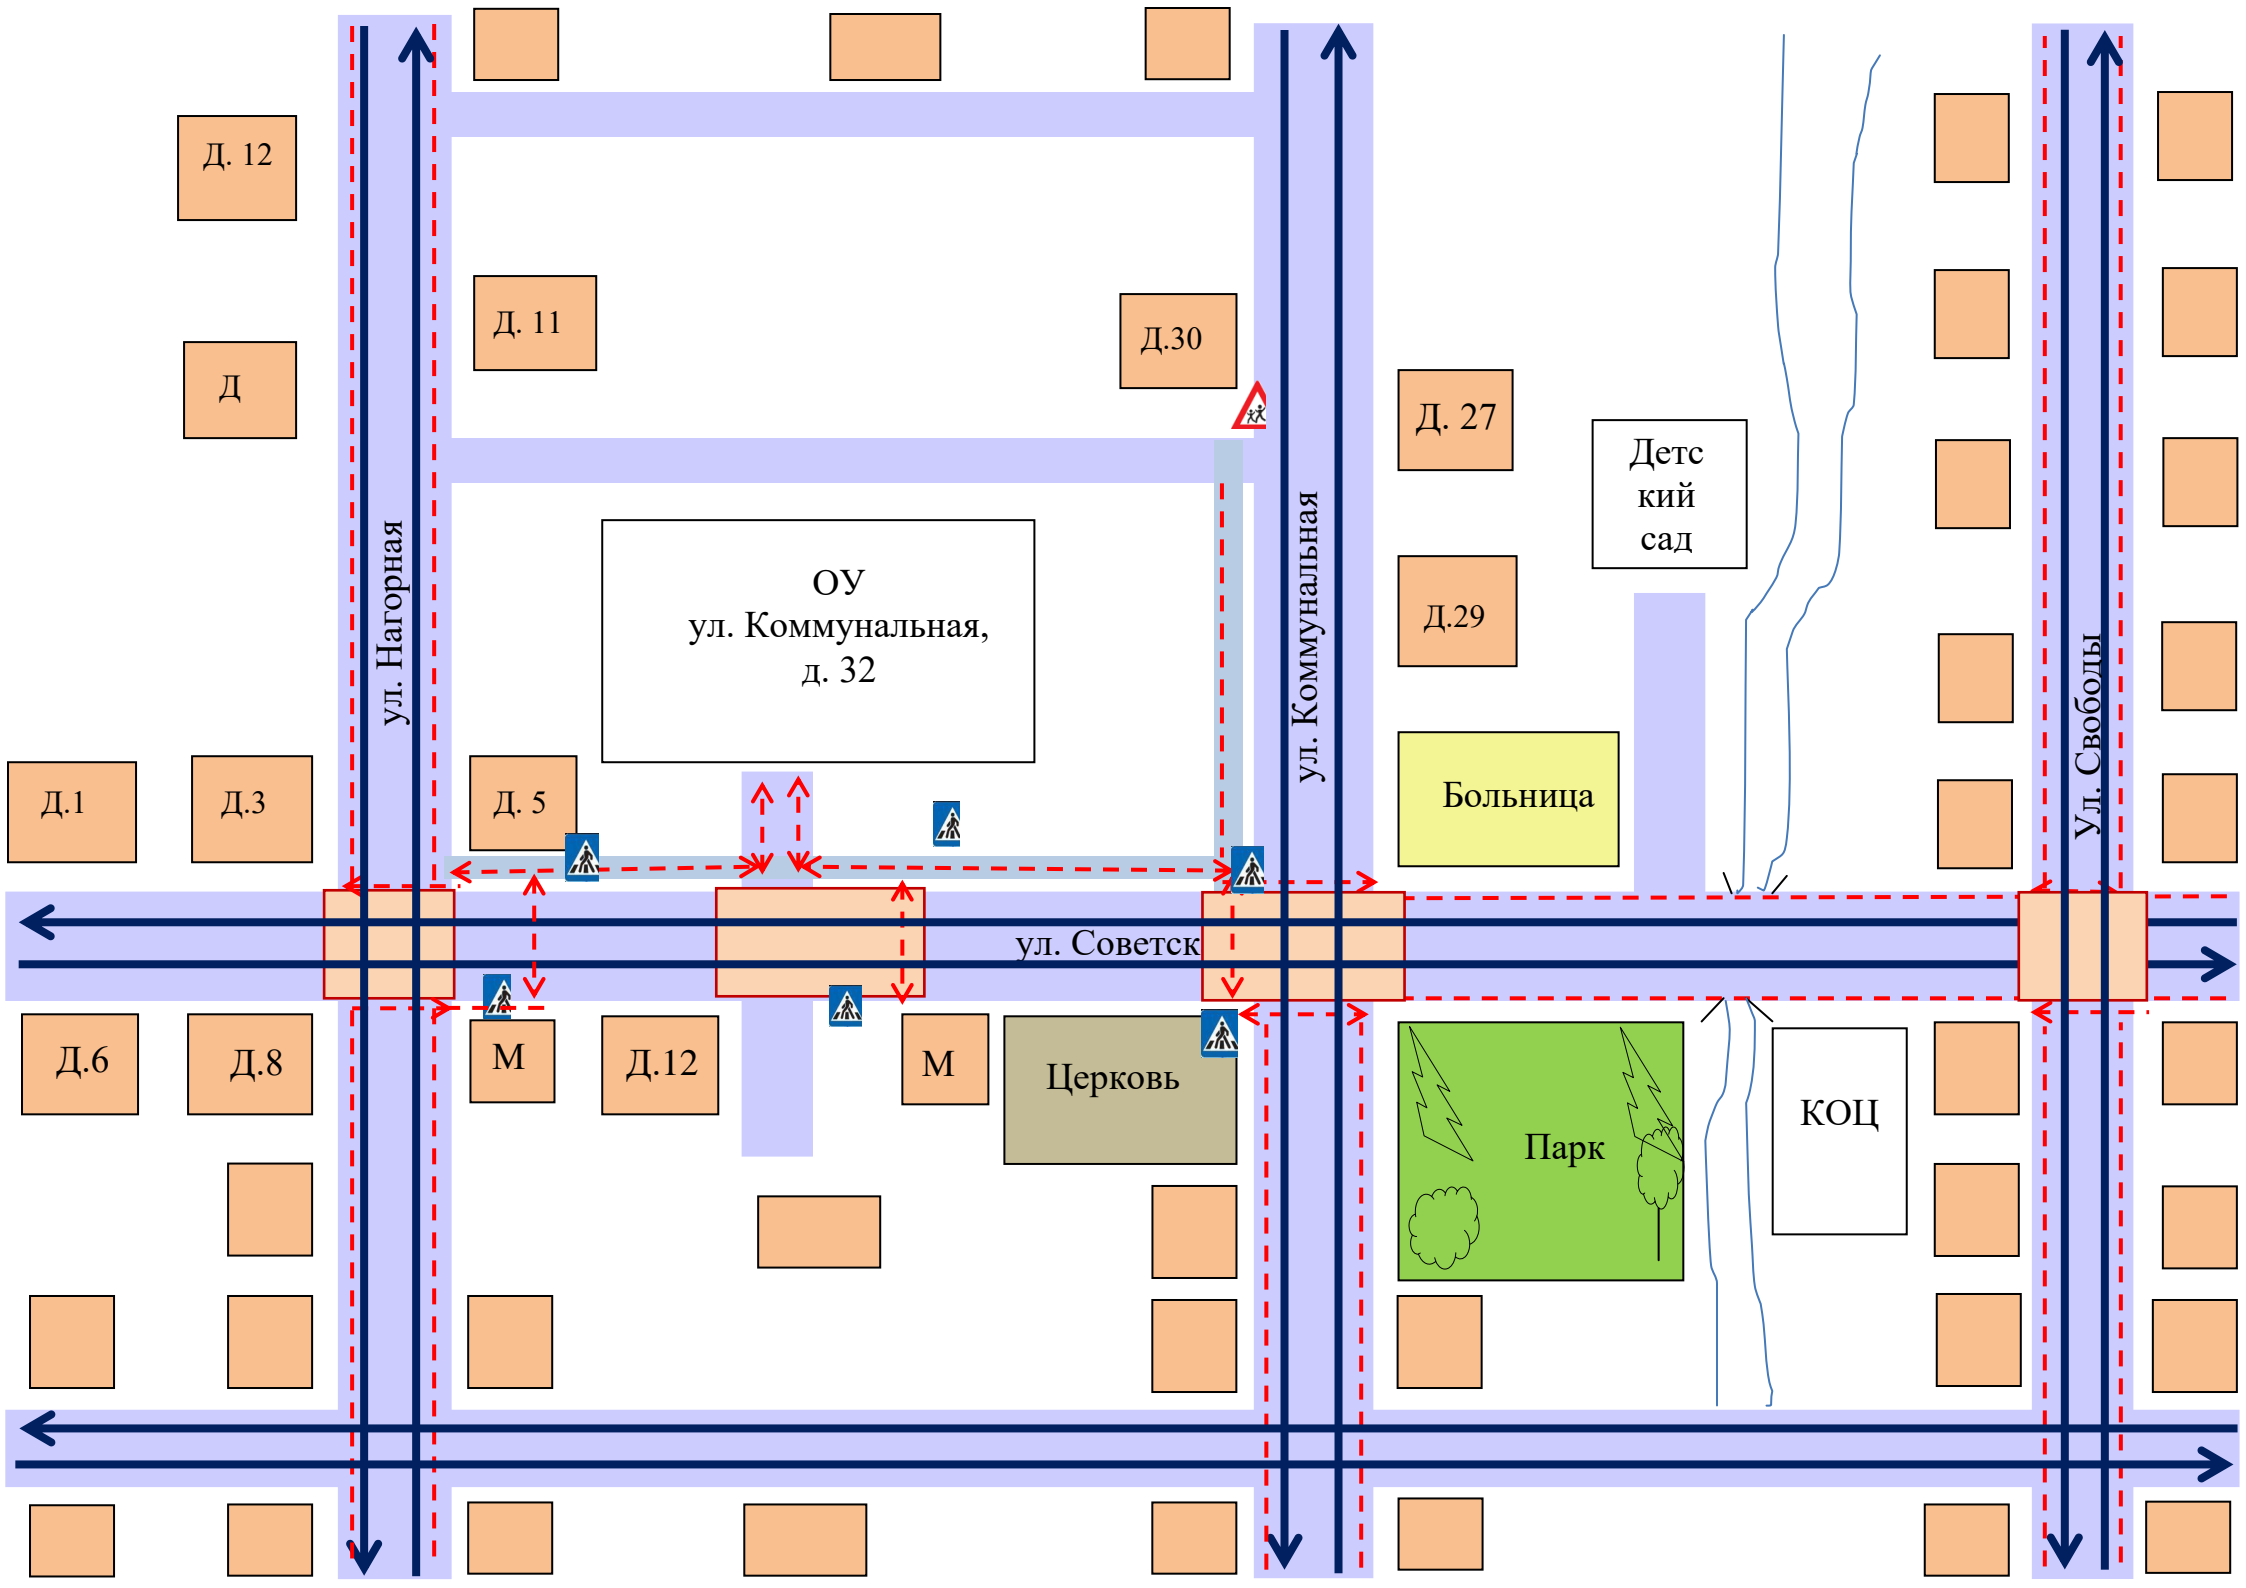 Д. 12
Д. 11
Д.30
Д
Д. 27
Детс
кий
сад
ул. Нагорная
ОУ
ул. Коммунальная,
д. 32
ул. Коммунальная
Д.29
Ул. Свободы
Д.1
Д.3
Д. 5
Больница
ул. Советск
Д.6
Д.8
М
Д.12
М
Церковь
Парк
КОЦ